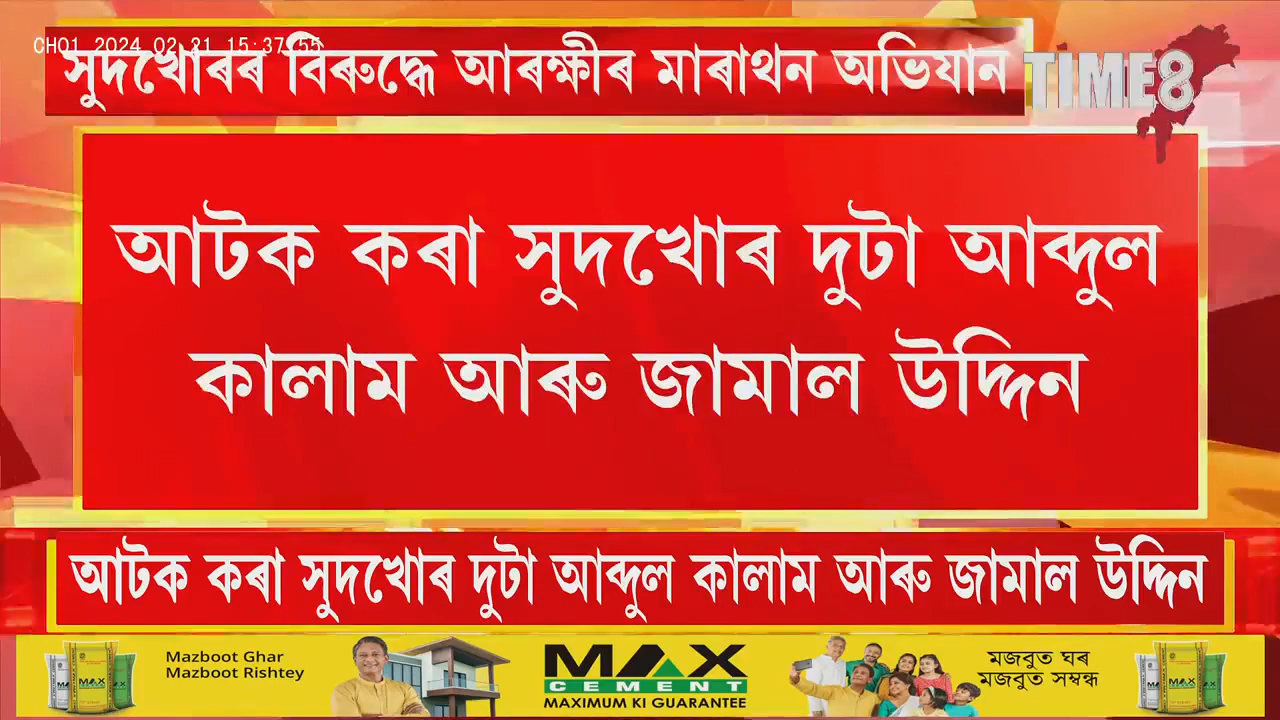 CH01 2024 02 21 15:37:55
সুদখোৰৰ বিৰুদ্ধে আৰক্ষীৰ মাৰাথন অভিযান
TIME8
আটক কৰা সুদখোৰ দুটা আব্দুল
কালাম আৰু জামাল উদ্দিন
আটক কৰা সুদখোৰ দুটা আব্দুল কালাম আৰু জামাল উদ্দিন
Mazboot Ghar
Mazboot Rishtey
MAX
CEMENT
MAXIMUM KI GUARANTEE
মজবুত ঘৰ
মজবুত সম্বন্ধ